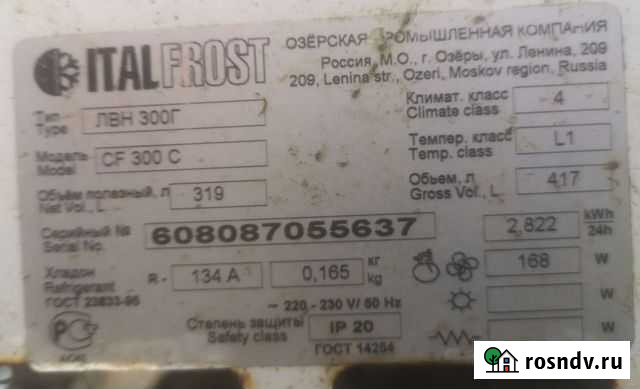 ITALFROST
ОЗЁРСКАЯ ПРОМЫШЛЕННАЯ КОМПАНИЯ
Россия, М.О., г. Озёры, ул. Ленина, 209
209, Lenina str., Ozeri, Moskov region, Russia
Тип
Type
ЛВН 300Г
Климат. класс
Climate class
4
Модель
Model
CF 300 C
Темпер. класс
Temp. class
L1
Объём полезный, л
Net Vol., L
319
Объем, л
Gross Vol., L
417
Серийный №
Serial No.
608087055637
2,822
kWh
24h
Хладон
Refrigerant
ГОСТ 23833-95
R-
134 A
0,165
кг
kg
168
W
~ 220 - 230 V/ 50 Hz
W
Степень защиты
Safety class
IP 20
ГОСТ 14254
W
rosndv.ru